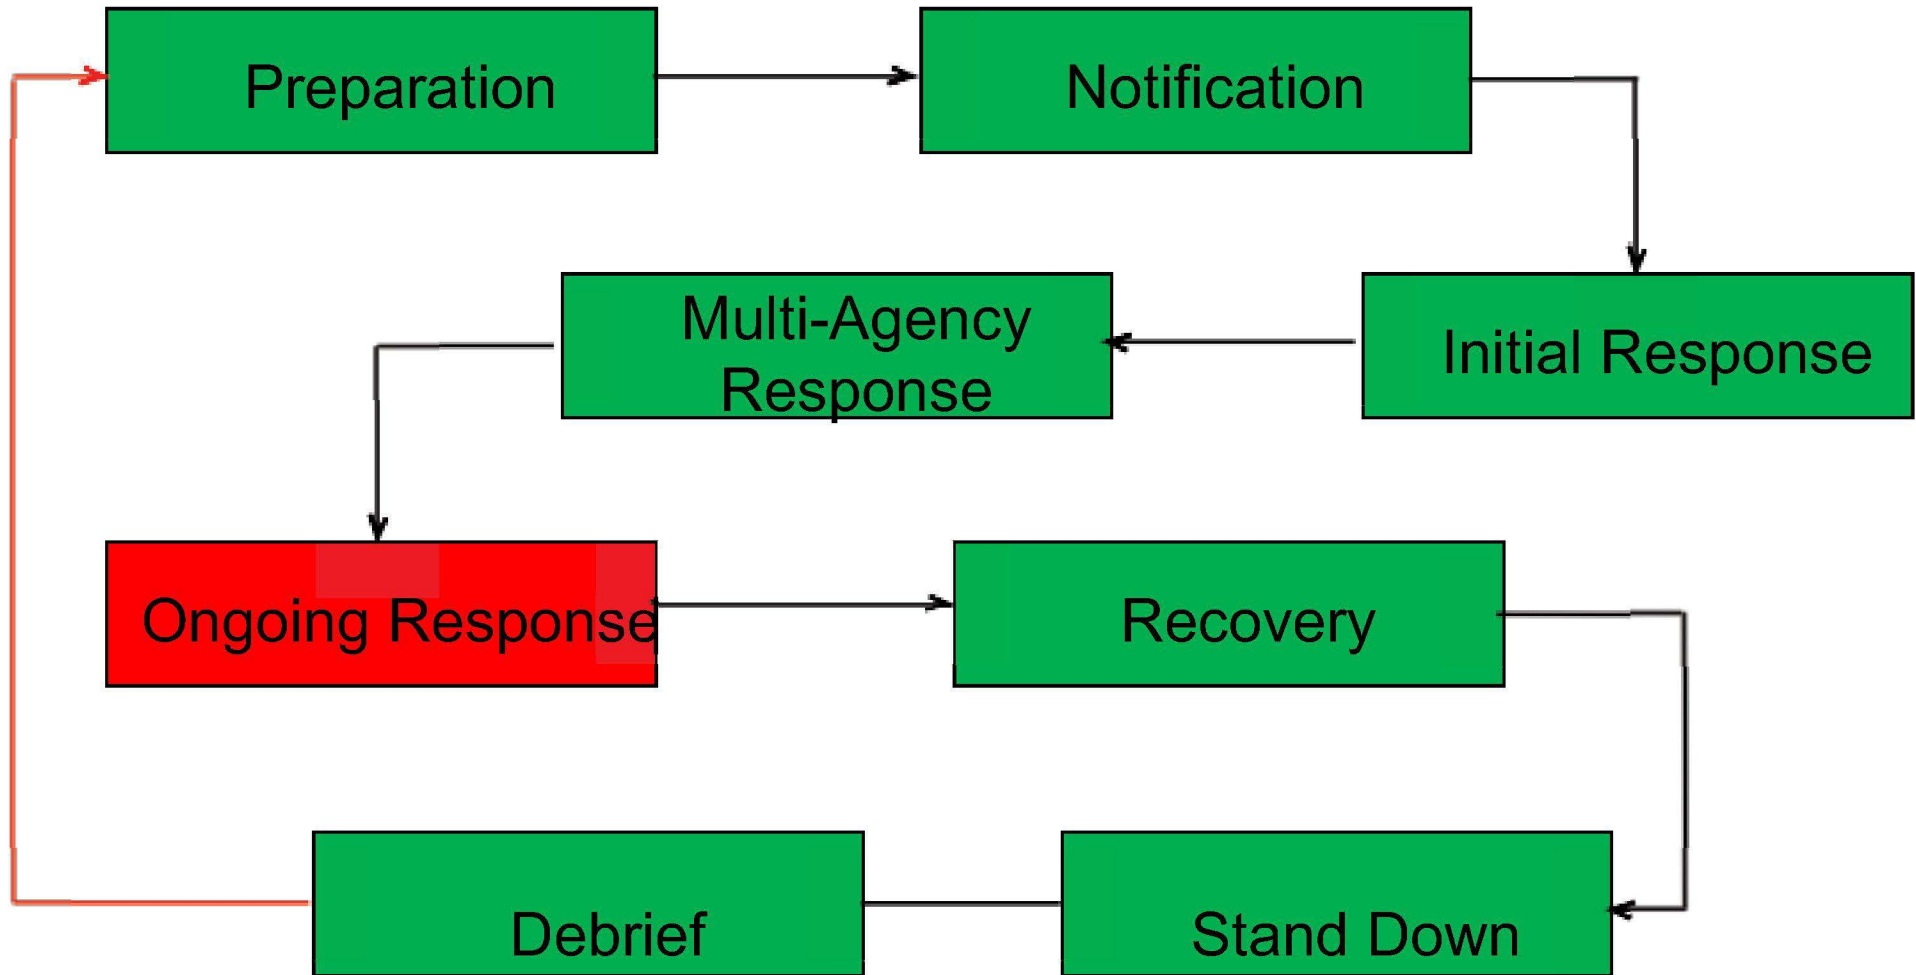 Preparation
Notification
Multi-Agency
Response
Initial Response
Ongoing Response
Recovery
Debrief
Stand Down